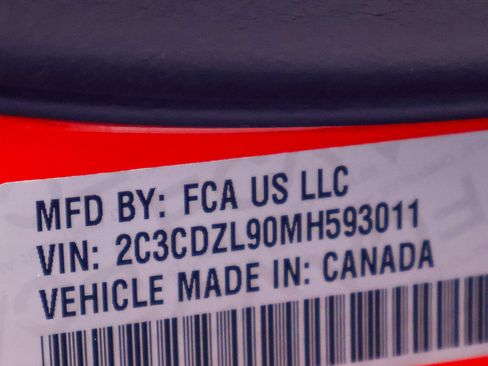 MFD BY: FCA US LLC
VIN: 2C3CDZL90MH593011
VEHICLE MADE IN: CANADA